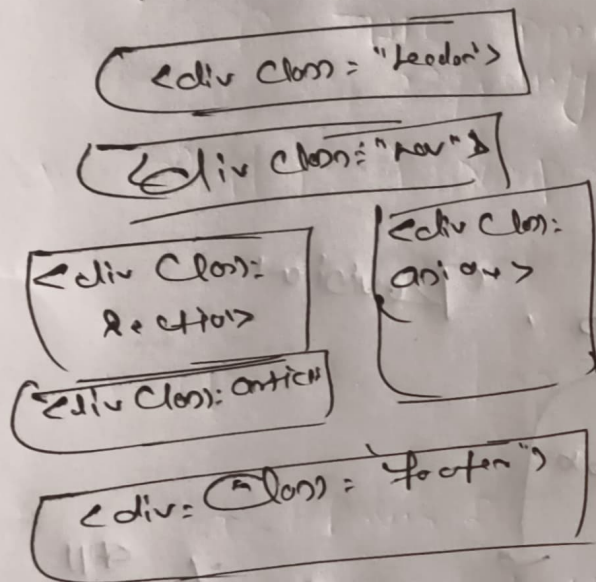 <div Class = "header">
<div Class = "nav">
<div Class =
section>
<div Class:
aside>
<div Class: article
<div = Class = "footer">